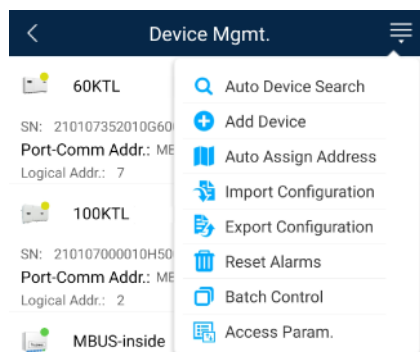 Device Mgmt.
60KTL
SN: 210107352010G60
Port-Comm Addr.: ME
Logical Addr.: 7
100KTL
SN: 210107000010H50
Port-Comm Addr.: ME
Logical Addr.: 2
MBUS-inside
Auto Device Search
Add Device
Auto Assign Address
Import Configuration
Export Configuration
Reset Alarms
Batch Control
Access Param.